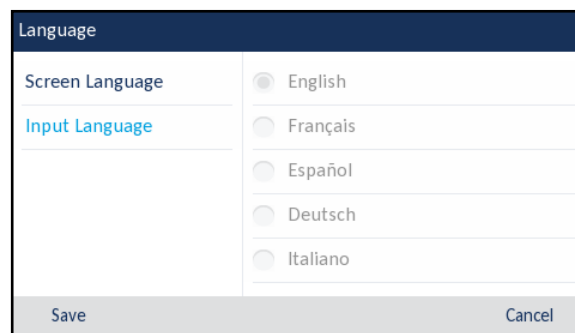 Language
Screen Language
Input Language
English
Français
Español
Deutsch
Italiano
Save
Cancel